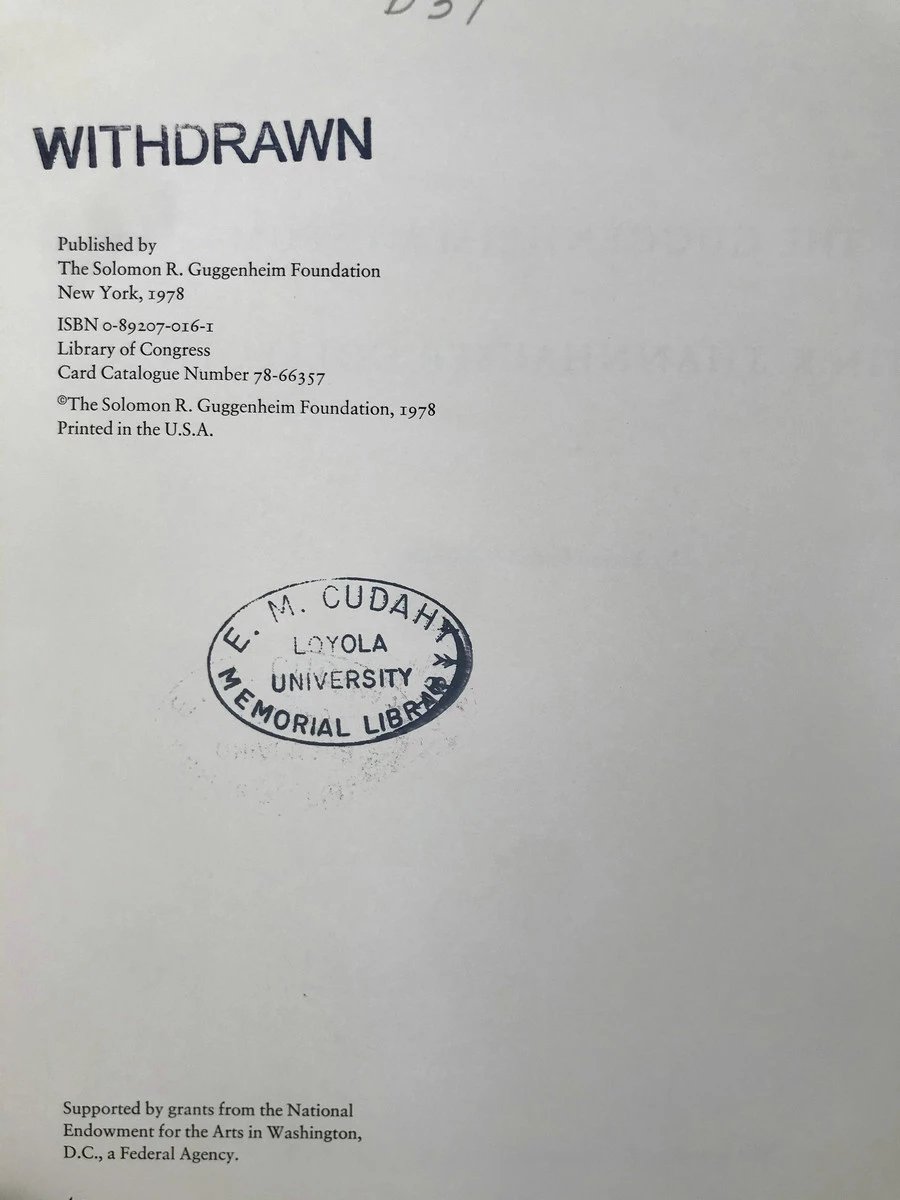 D31
WITHDRAWN
Published by
The Solomon R. Guggenheim Foundation
New York, 1978
ISBN 0-89207-016-1
Library of Congress
Card Catalogue Number 78-66357
©The Solomon R. Guggenheim Foundation, 1978
Printed in the U.S.A.
E. M. CUDAHY
LOYOLA
UNIVERSITY
MEMORIAL LIBRARY
Supported by grants from the National
Endowment for the Arts in Washington,
D.C., a Federal Agency.